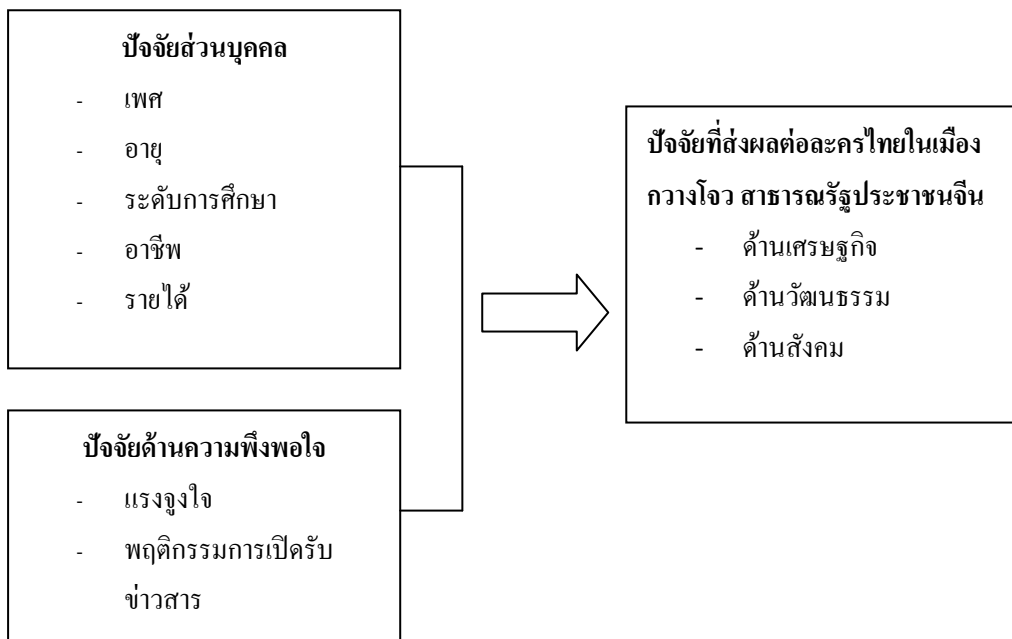 ปัจจัยส่วนบุคคล
- เพศ
- อายุ
- ระดับการศึกษา
- อาชีพ
- รายได้
ปัจจัยด้านความพึงพอใจ
- แรงจูงใจ
- พฤติกรรมการเปิดรับ
ข่าวสาร
ปัจจัยที่ส่งผลต่อละครไทยในเมือง
กวางโจว สาธารณรัฐประชาชนจีน
- ด้านเศรษฐกิจ
- ด้านวัฒนธรรม
- ด้านสังคม